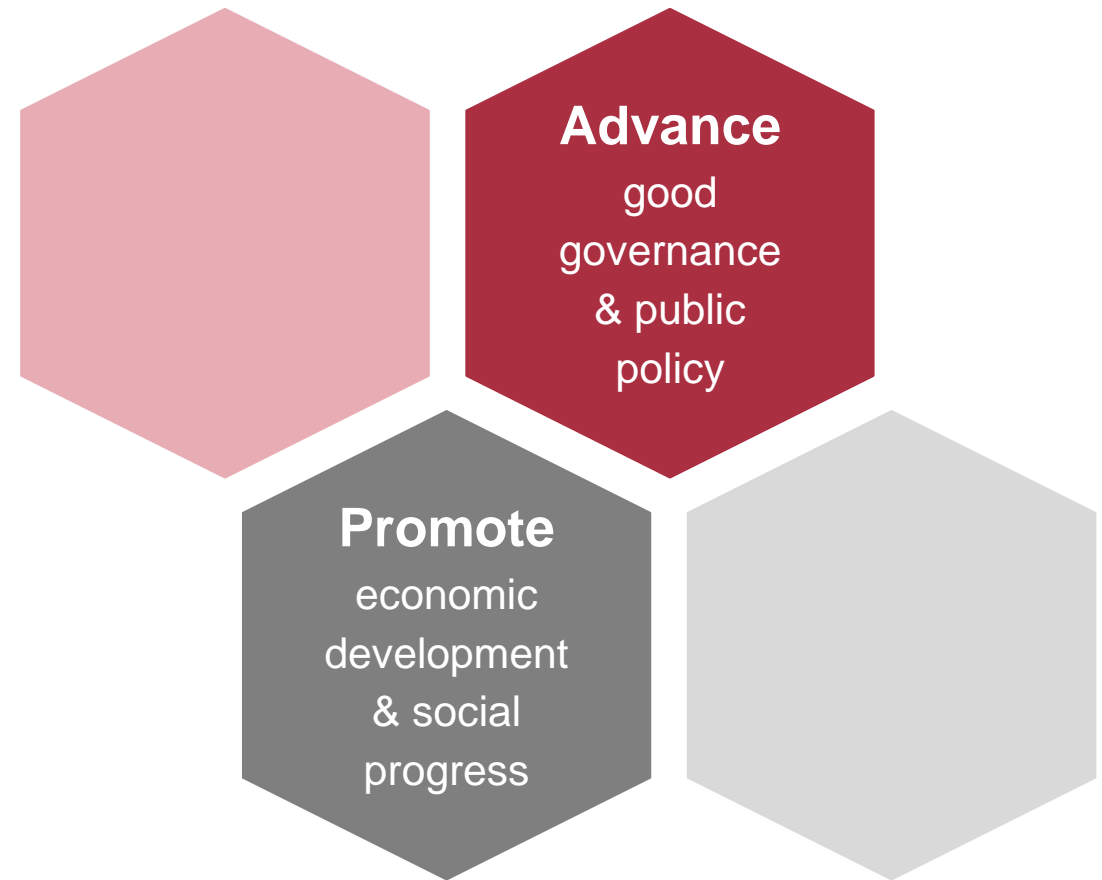 Advance
good
governance
& public
policy
Promote
economic
development
& social
progress